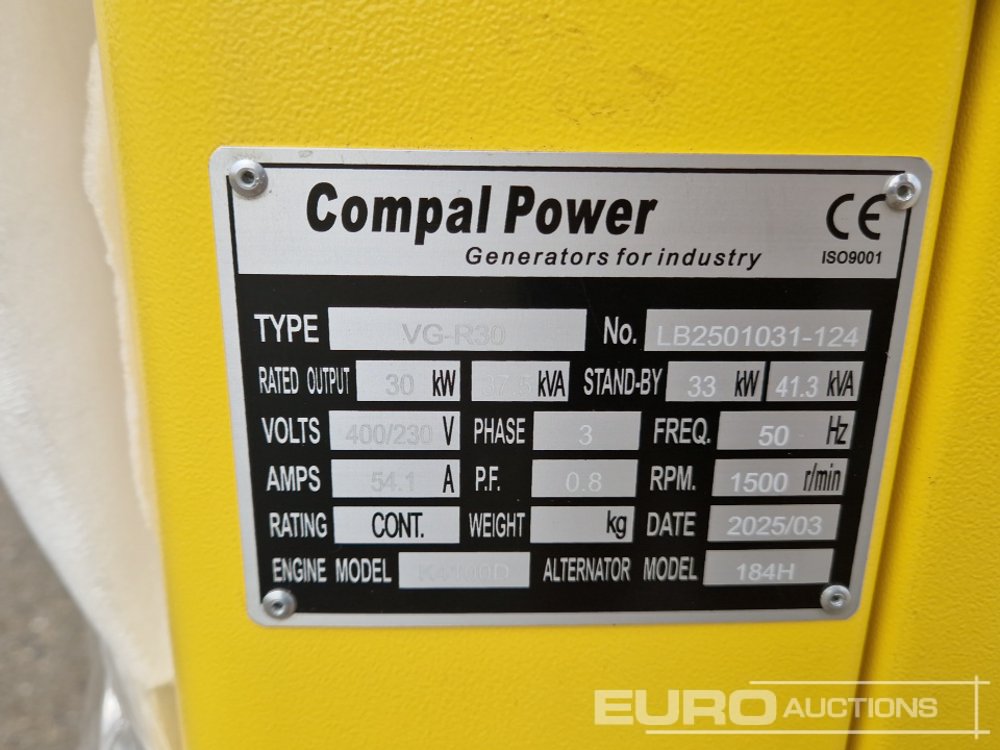 Compal Power
Generators for industry
CE
ISO9001
TYPE VG-R30 No. LB2501031-124
RATED OUTPUT 30 kW 37.5 kVA STAND-BY 33 kW 41.3 kVA
VOLTS 400/230 V PHASE 3 FREQ. 50 Hz
AMPS 54.1 A P.F. 0.8 RPM. 1500 r/min
RATING CONT. WEIGHT kg DATE 2025/03
ENGINE MODEL ALTERNATOR MODEL 184H
EURO AUCTIONS